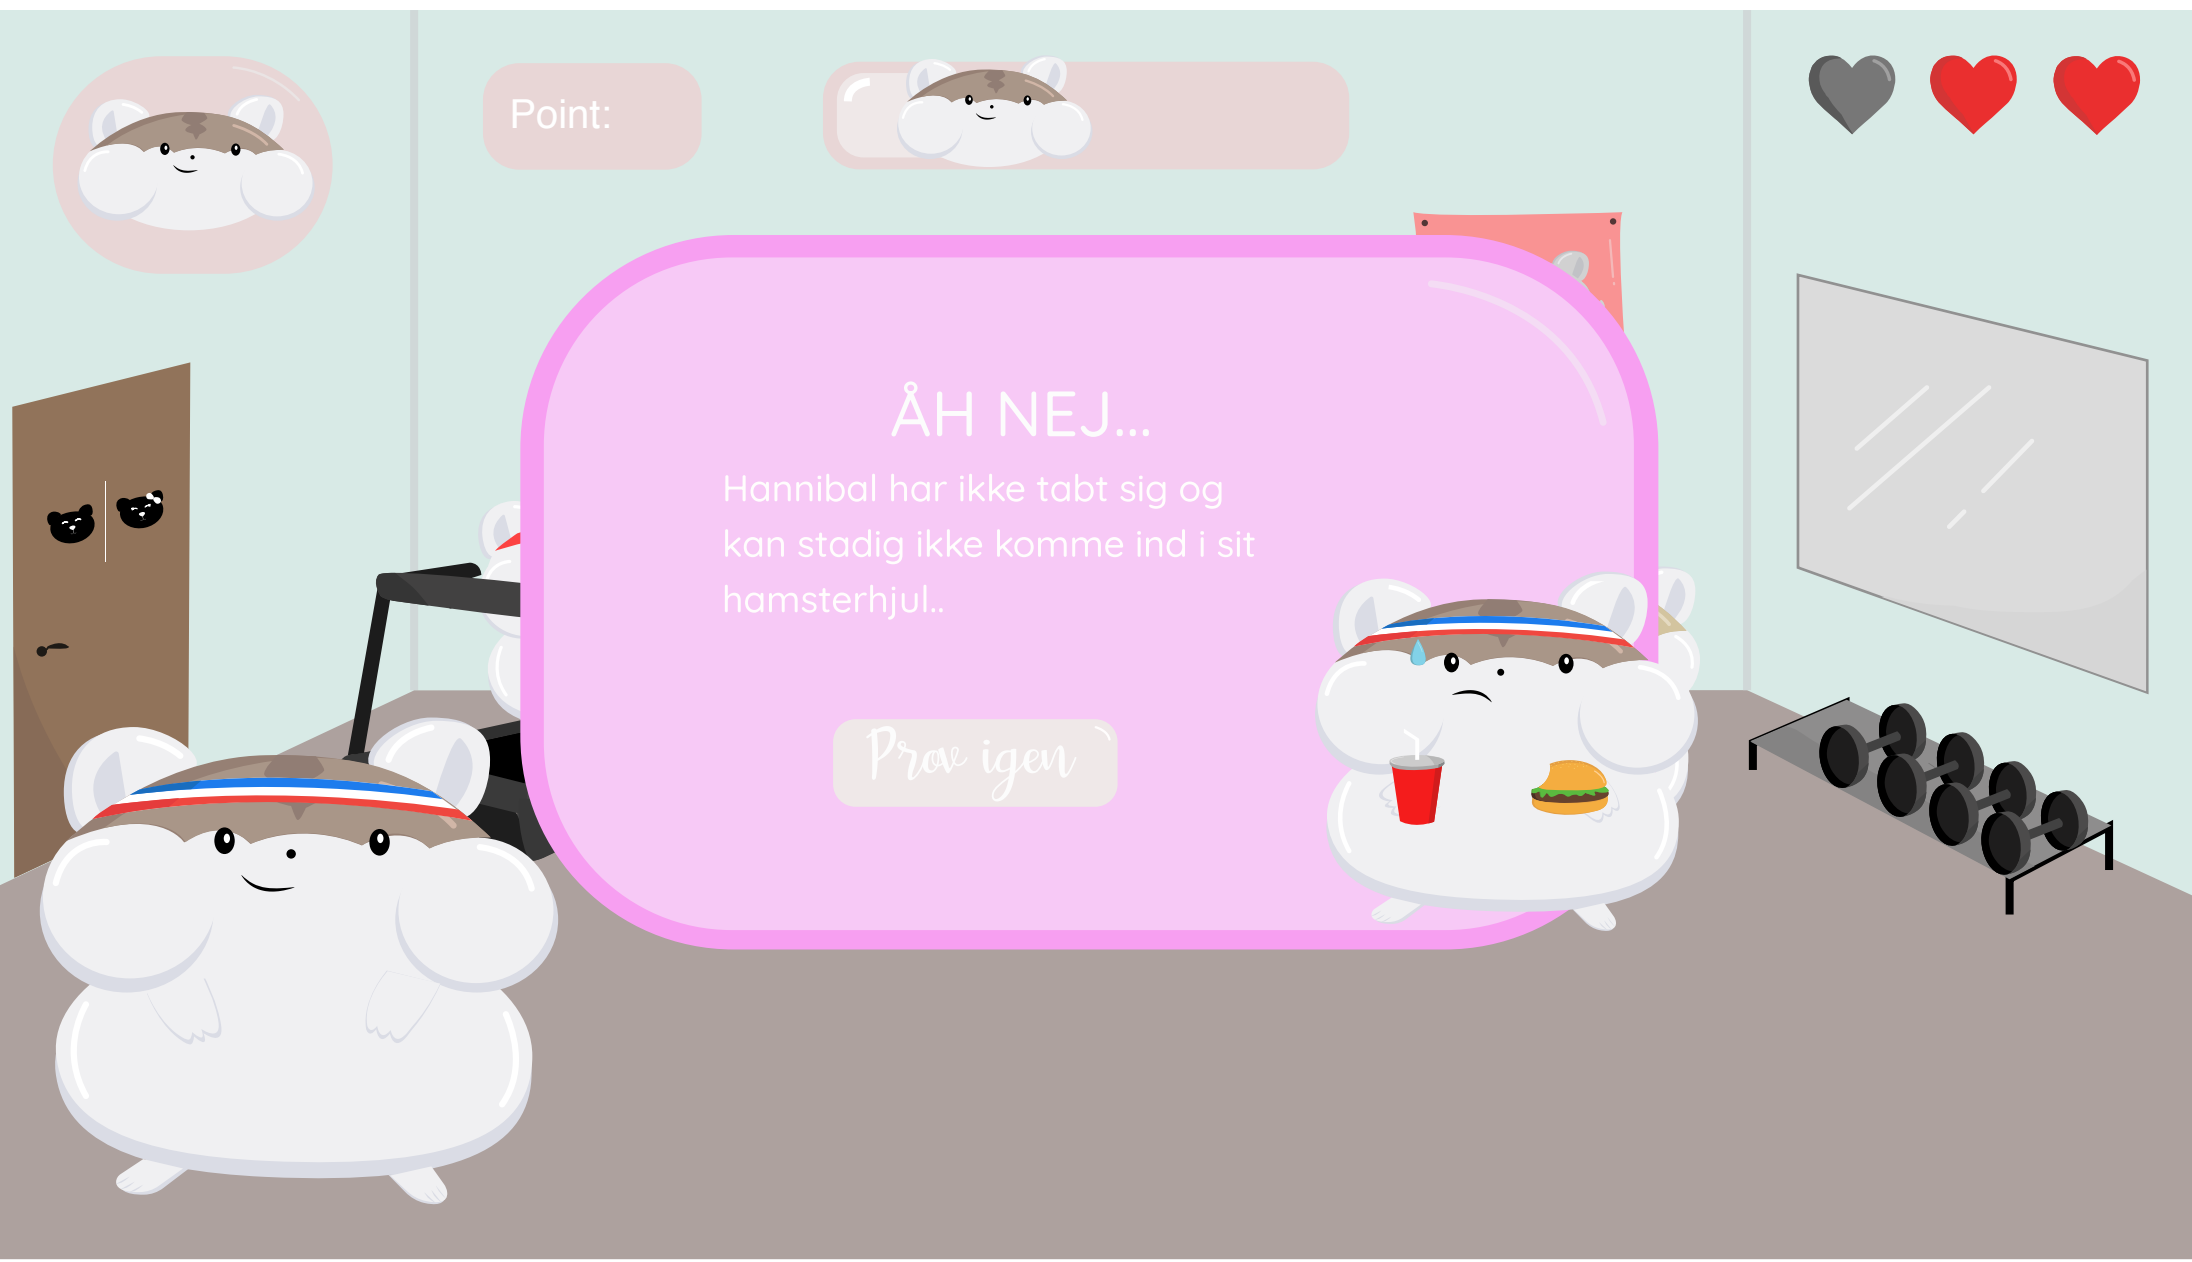 Point:
ÅH NEJ...
Hannibal har ikke tabt sig og
kan stadig ikke komme ind i sit
hamsterhjul..
Prøv igen